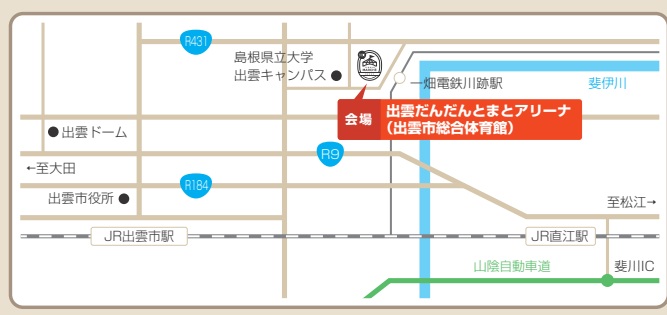 R431
島根県立大学
出雲キャンパス
一畑電鉄川跡駅
斐伊川
会場
出雲だんだんとまとアリーナ
(出雲市総合体育館)
出雲ドーム
R9
←至大田
R184
出雲市役所
至松江→
JR出雲市駅
JR直江駅
山陰自動車道
斐川IC